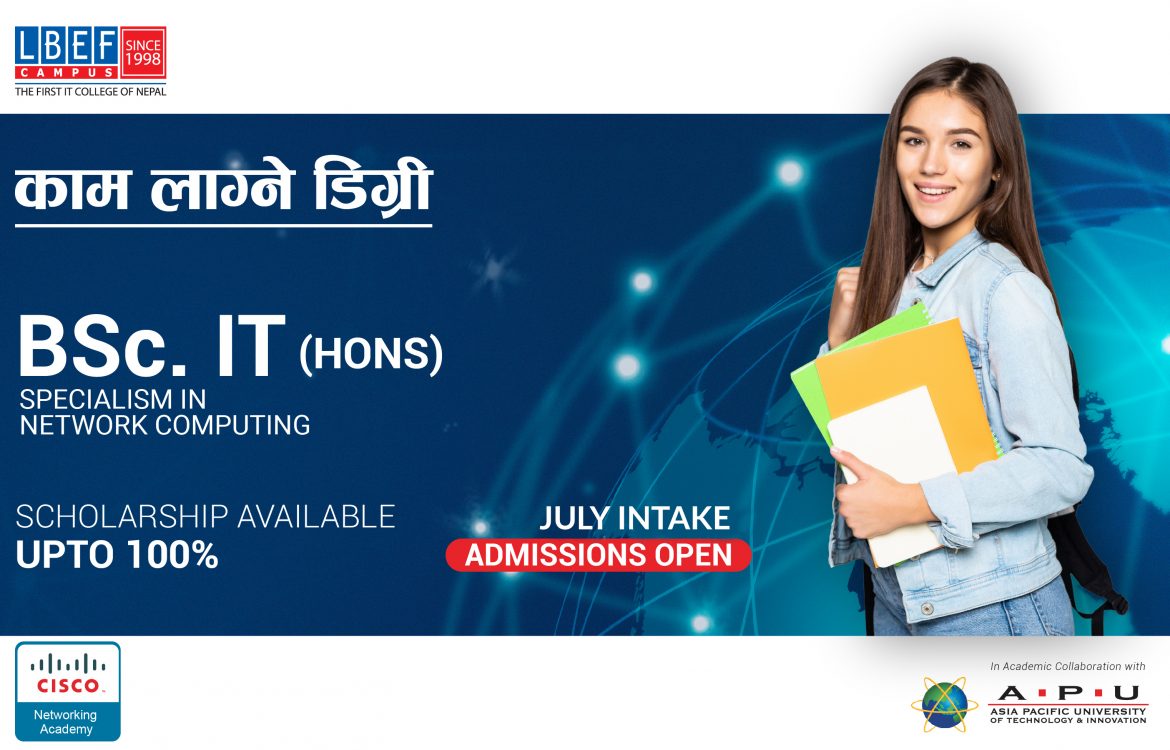 LBEF
CAMPUS
SINCE
1998
THE FIRST IT COLLEGE OF NEPAL
काम लाग्ने डिग्री
BSc. IT (HONS)
SPECIALISM IN
NETWORK COMPUTING
SCHOLARSHIP AVAILABLE
UPTO 100%
JULY INTAKE
ADMISSIONS OPEN
CISCO
Networking
Academy
In Academic Collaboration with
A·P·U
ASIA PACIFIC UNIVERSITY
OF TECHNOLOGY & INNOVATION